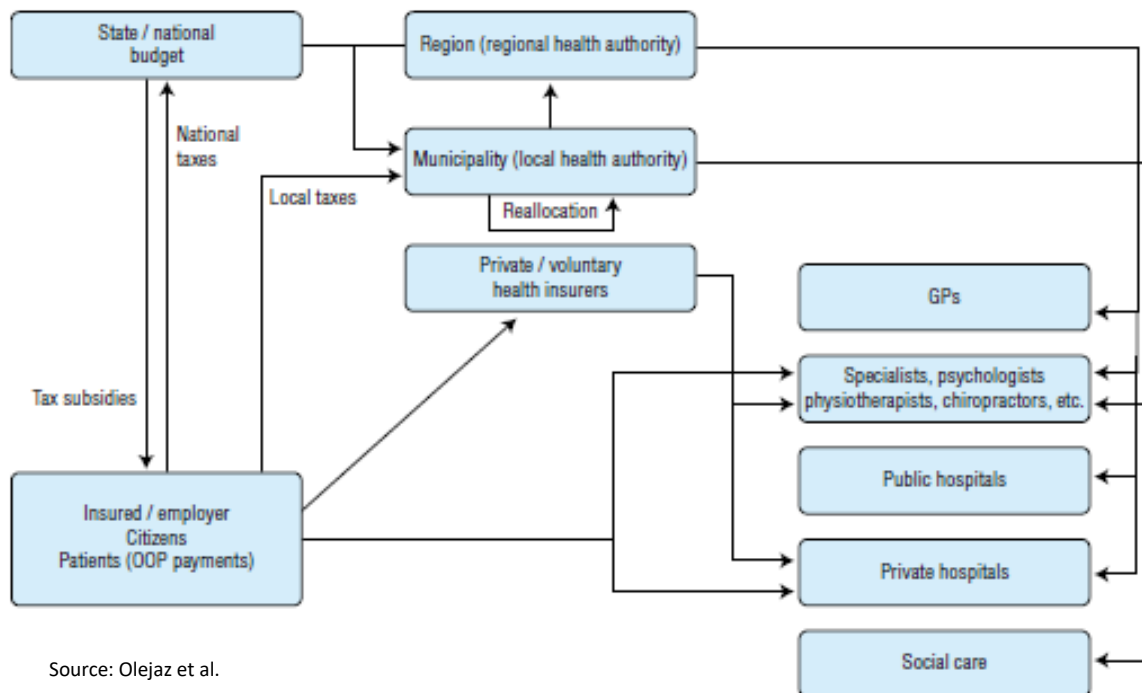 State / national
budget
Region (regional health authority)
National
taxes
Municipality (local health authority)
Local taxes
Reallocation
Private / voluntary
health insurers
GPs
Specialists, psychologists
physiotherapists, chiropractors, etc.
Tax subsidies
Public hospitals
Insured / employer
Citizens
Patients (OOP payments)
Private hospitals
Social care
Source: Olejaz et al.